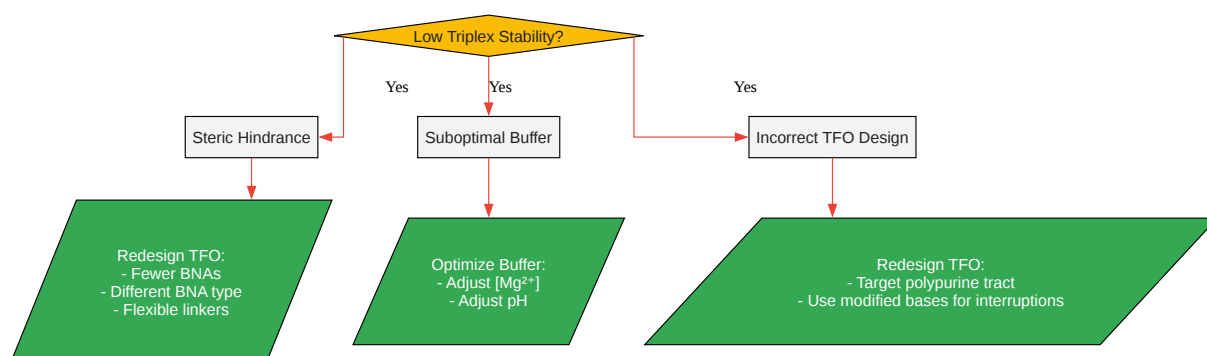 Low Triplex Stability?
Yes
Yes
Yes
Steric Hindrance
Suboptimal Buffer
Incorrect TFO Design
Redesign TFO:
- Fewer BNAs
- Different BNA type
- Flexible linkers
Optimize Buffer:
- Adjust [Mg²⁺]
- Adjust pH
Redesign TFO:
- Target polypurine tract
- Use modified bases for interruptions